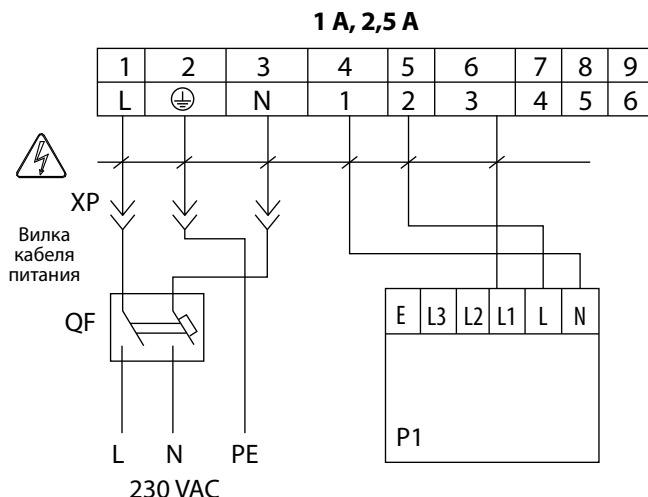 1 А, 2,5 А
1 2 3 4 5 6 7 8 9
L N 1 2 3 4 5 6
XP
Вилка
кабеля
питания
QF
E L3 L2 L1 L N
P1
L N PE
230 VAC